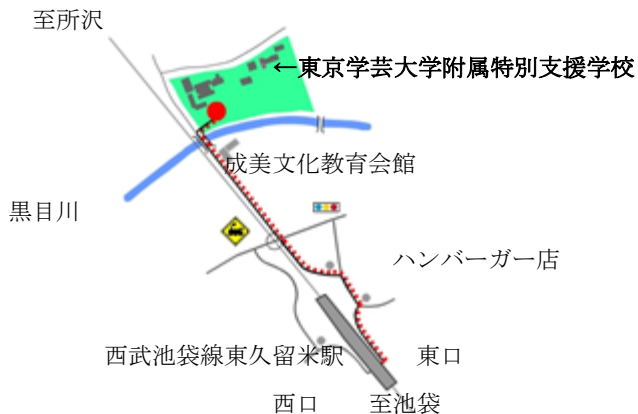 至所沢
←東京学芸大学附属特別支援学校
成美文化教育会館
黒目川
ハンバーガー店
西武池袋線東久留米駅
東口
西口
至池袋